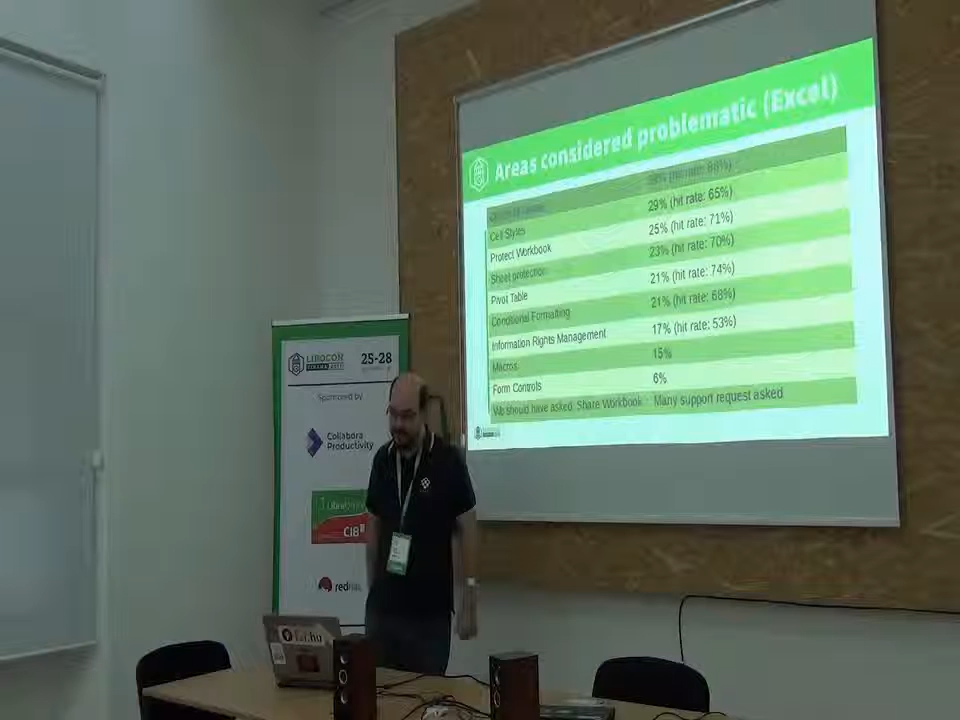 Areas considered problematic (Excel)
Cell Styles 29% (hit rate: 65%)
Protect Workbook 25% (hit rate: 71%)
Sheet protection 23% (hit rate: 70%)
Pivot Table 21% (hit rate: 74%)
Conditional Formatting 21% (hit rate: 68%)
Information Rights Management 17% (hit rate: 53%)
Macros 15%
Form Controls 6%
We should have asked: Share Workbook Many support request asked
LIBOCON
25-28
Sponsored by
Collabora
Productivity
CIB
redhat
fsf.hu